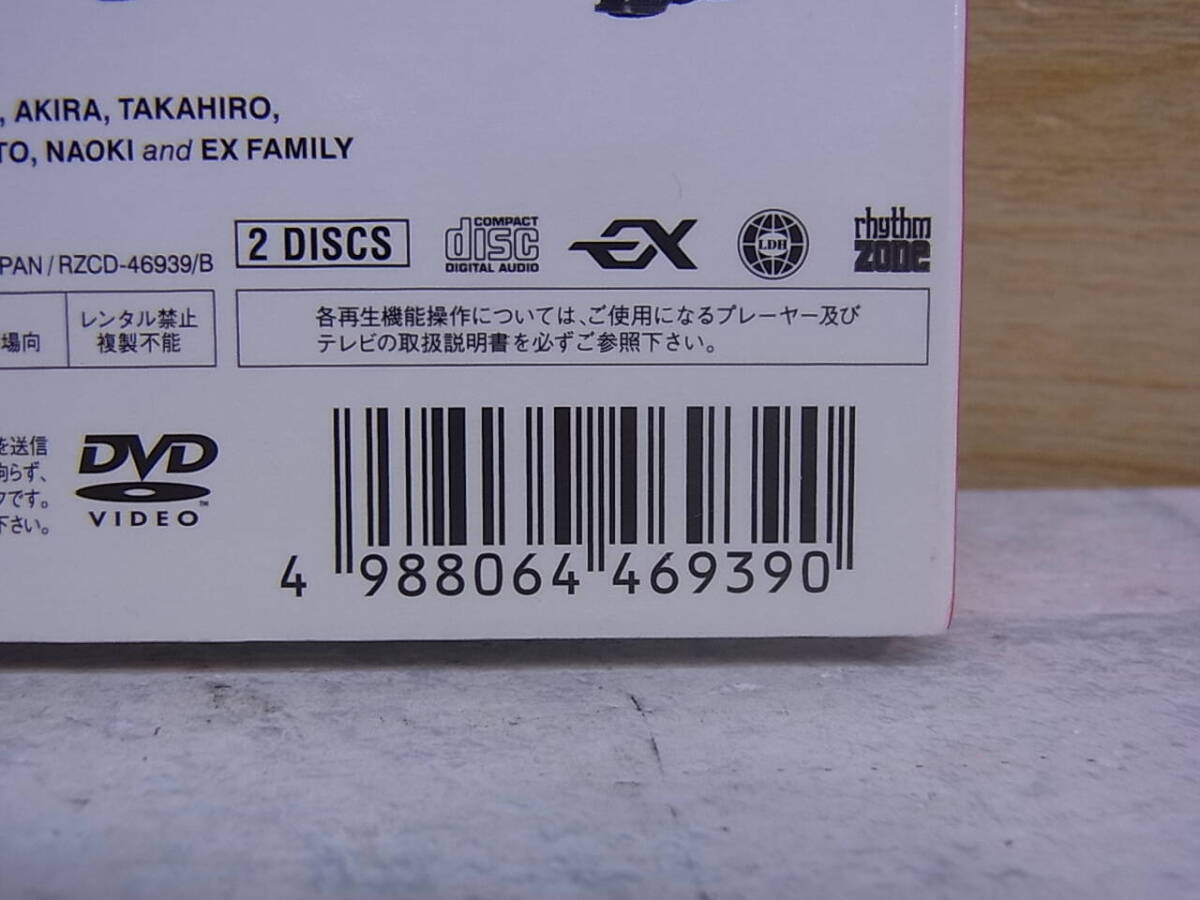 , AKIRA, TAKAHIRO,
TO, NAOKI and EX FAMILY
PAN/RZCD-46939/B
2 DISCS
COMPACT
disc
DIGITAL AUDIO
EX
LDH
rhythm
zone
場向
レンタル禁止
複製不能
各再生機能操作については、ご使用になるプレーヤー及び
テレビの取扱説明書を必ずご参照下さい。
を送信
拘らず、
クです。
下さい。
DVD
VIDEO
TM
4 988064 469390